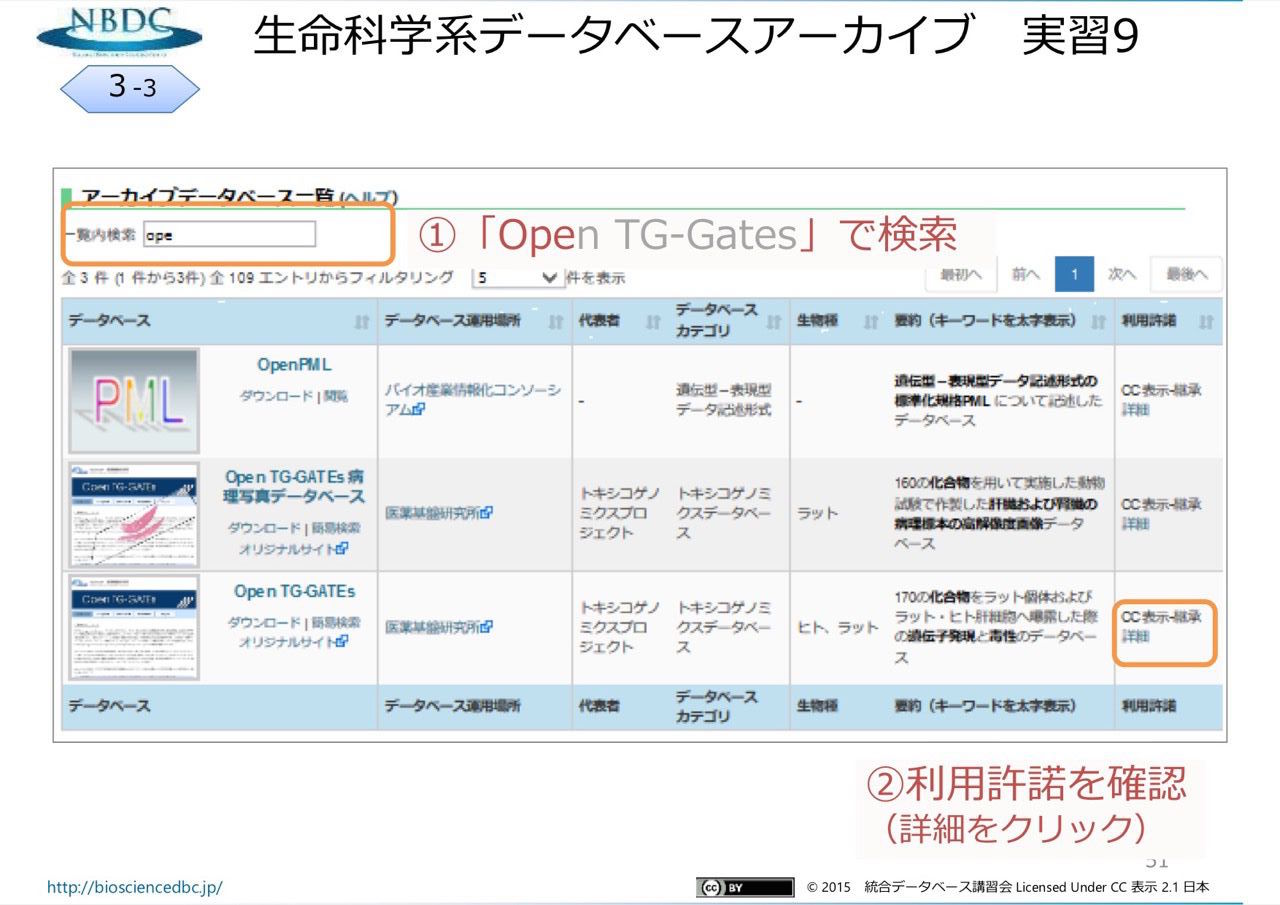 NBDC
生命科学系データベースアーカイブ　実習9
3-3
アーカイブデータベース一覧 (ヘルプ)
一覧内検索 ope
①「Open TG-Gates」で検索
全 3 件 (1 件から3件) 全 109 エントリからフィルタリング 5 件を表示
最初へ 前へ 1 次へ 最後へ
データベース データベース運用場所 代表者 データベースカテゴリ 生物種 要約（キーワードを太字表示） 利用許諾
PML
OpenPML
ダウンロード | 閲覧
バイオ産業情報化コンソーシ
アム
-
遺伝型－表現型
データ記述形式
-
遺伝型－表現型データ記述形式の
標準化規格PML について記述した
データベース
CC 表示-継承
詳細
Open TG-GATEs
Open TG-GATEs 病
理写真データベース
ダウンロード | 簡易検索
オリジナルサイト
医薬基盤研究所
トキシコゲノ
ミクスプロ
ジェクト
トキシコゲノミ
クスデータベー
ス
ラット
160の化合物を用いて実施した動物
試験で作製した肝臓および腎臓の
病理標本の高解像度画像データ
ベース
CC 表示-継承
詳細
Open TG-GATEs
Open TG-GATEs
ダウンロード | 簡易検索
オリジナルサイト
医薬基盤研究所
トキシコゲノ
ミクスプロ
ジェクト
トキシコゲノミ
クスデータベー
ス
ヒト、ラット
170の化合物をラット個体および
ラット・ヒト肝細胞へ曝露した際
の遺伝子発現と毒性のデータベー
ス
CC 表示-継承
詳細
データベース データベース運用場所 代表者 データベースカテゴリ 生物種 要約（キーワードを太字表示） 利用許諾
②利用許諾を確認
（詳細をクリック）
51
http://biosciencedbc.jp/
cc BY © 2015　統合データベース講習会 Licensed Under CC 表示 2.1 日本